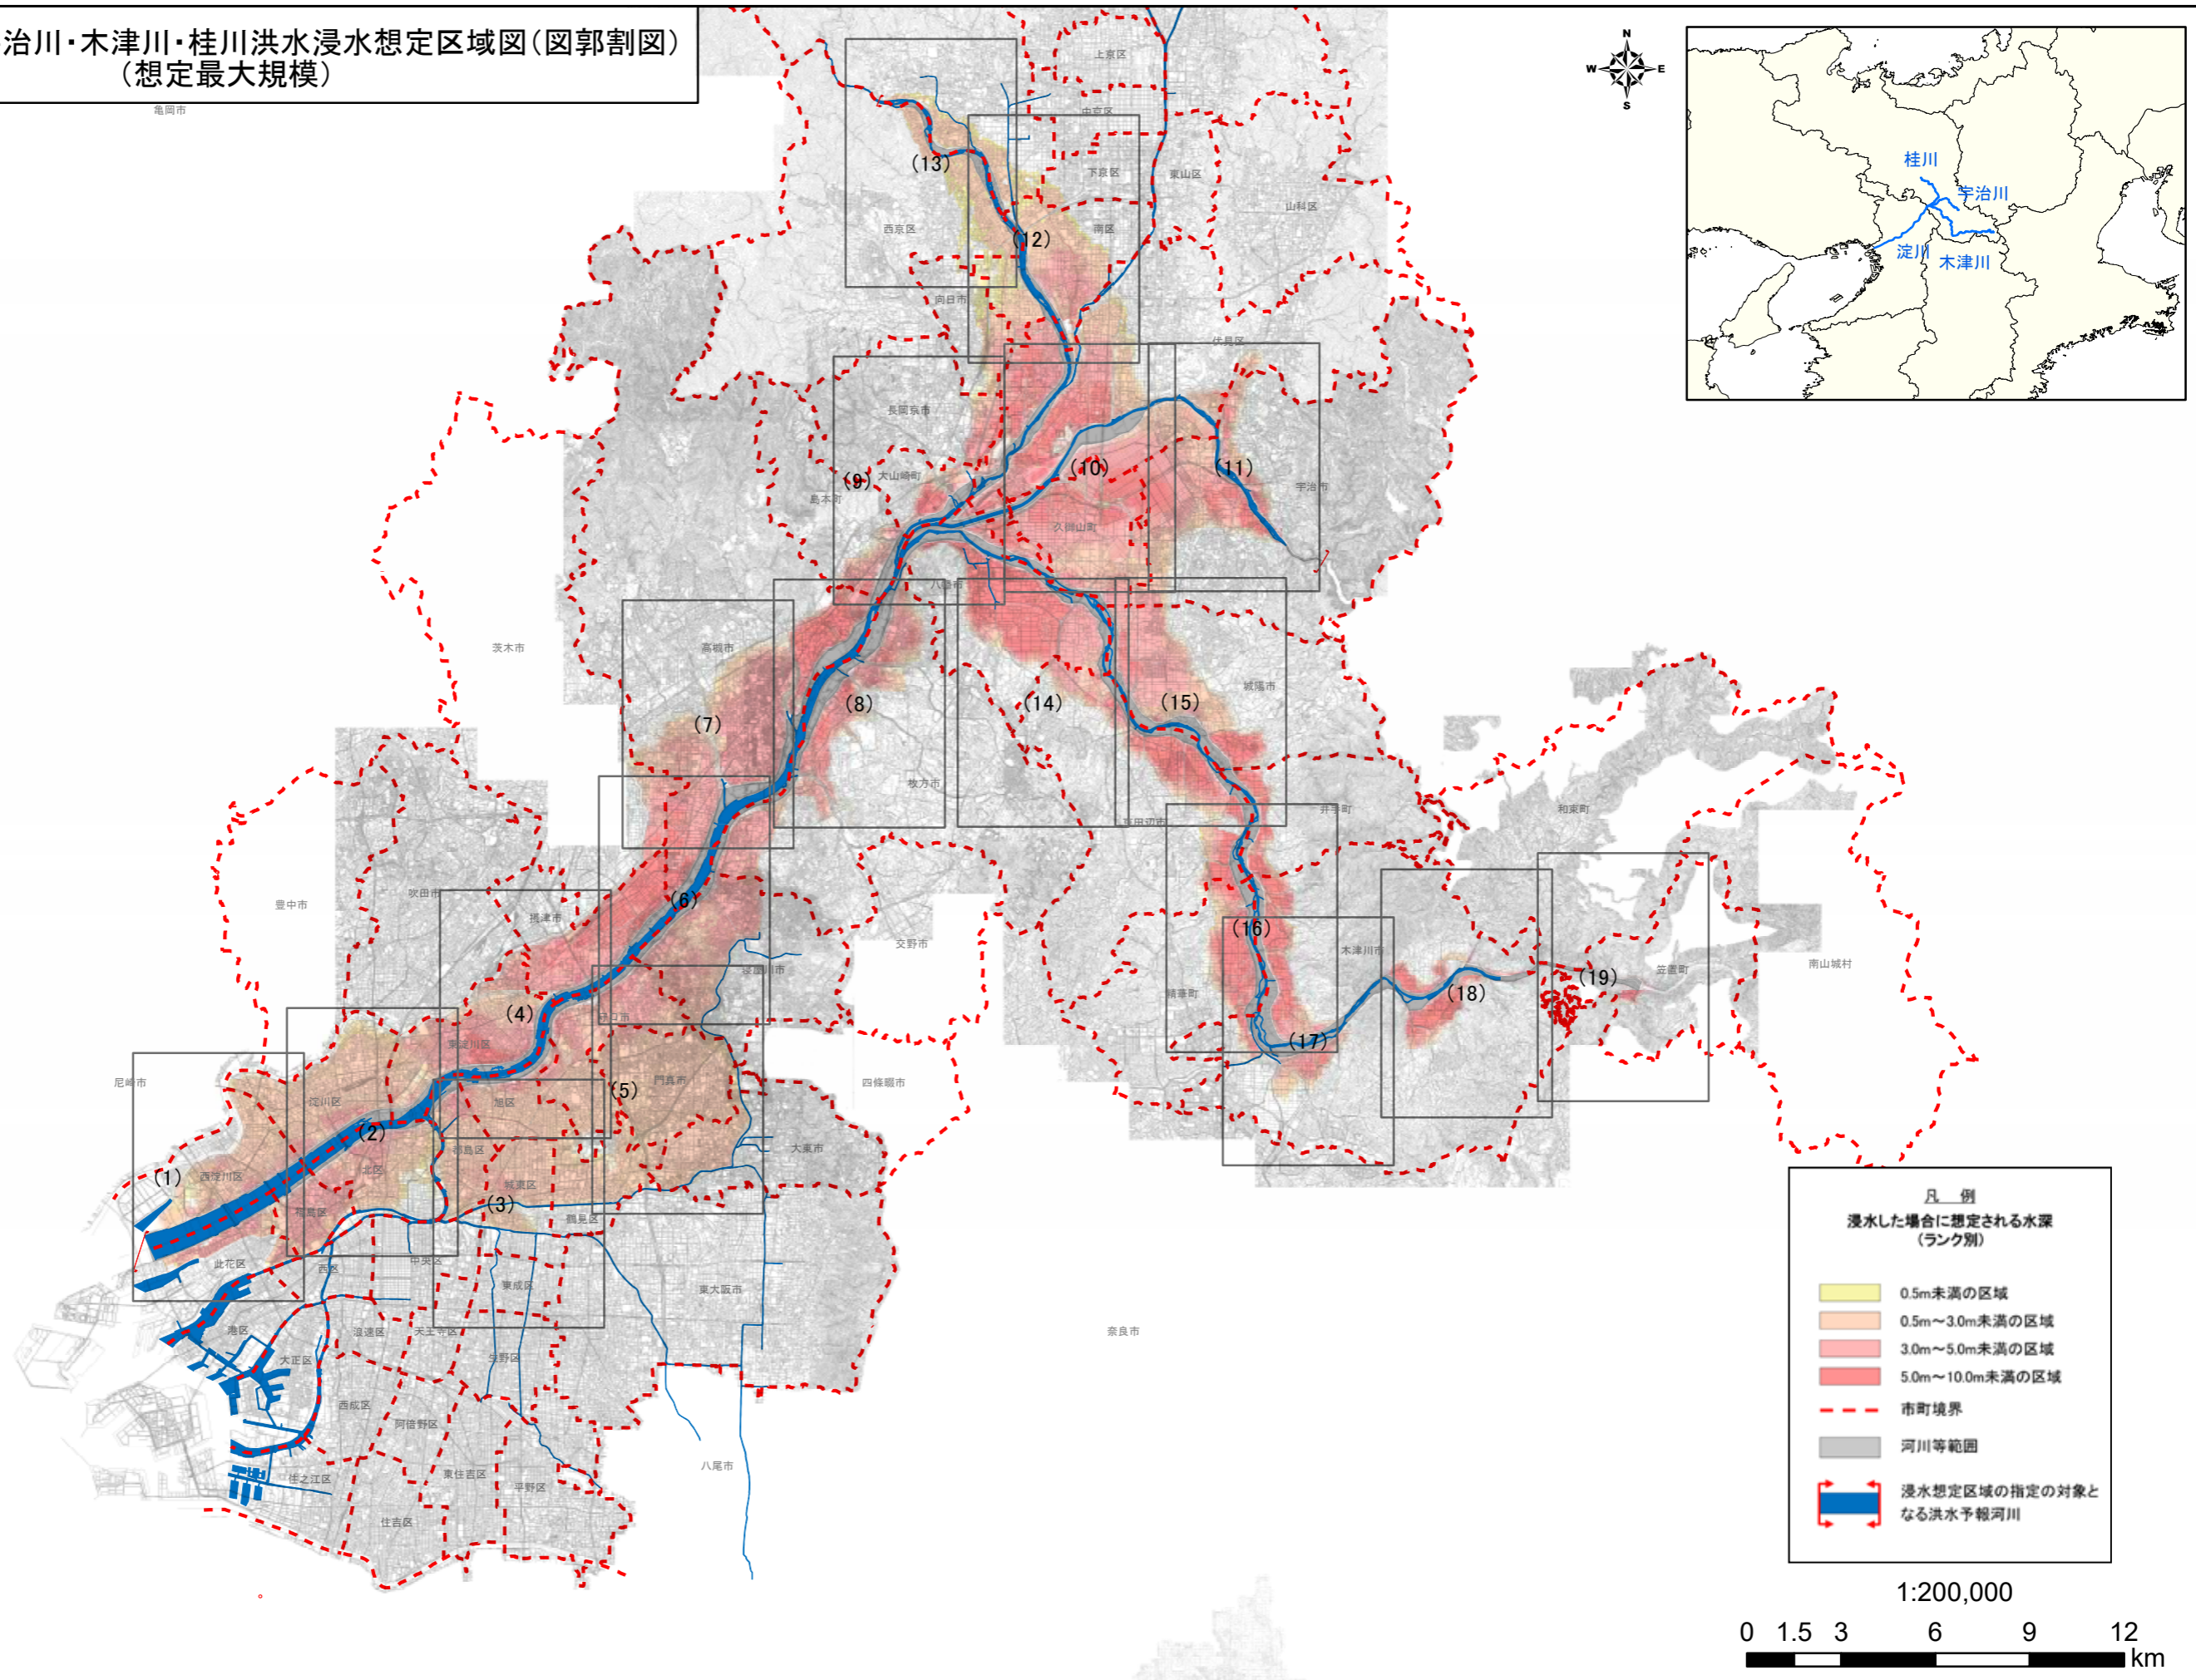 治川・木津川・桂川洪水浸水想定区域図(図郭割図)
(想定最大規模)
亀岡市
上京区
中京区
下京区
東山区
山科区
西京区
南区
向日市
伏見区
長岡京市
大山崎町
島本町
宇治市
久御山町
八幡市
茨木市
高槻市
城陽市
枚方市
井手町
京田辺市
和束町
豊中市
吹田市
摂津市
交野市
寝屋川市
木津川市
精華町
笠置町
南山城村
守口市
東淀川区
尼崎市
淀川区
旭区
門真市
四條畷市
西淀川区
北区
都島区
大東市
城東区
福島区
鶴見区
此花区
西区
中央区
東成区
東大阪市
港区
浪速区
天王寺区
生野区
大正区
奈良市
西成区
阿倍野区
八尾市
住之江区
東住吉区
平野区
住吉区
(1)
(2)
(3)
(4)
(5)
(6)
(7)
(8)
(9)
(10)
(11)
(12)
(13)
(14)
(15)
(16)
(17)
(18)
(19)
N
W
E
S
桂川
宇治川
淀川
木津川
凡 例
浸水した場合に想定される水深
(ランク別)
0.5m未満の区域
0.5m～3.0m未満の区域
3.0m～5.0m未満の区域
5.0m～10.0m未満の区域
市町境界
河川等範囲
浸水想定区域の指定の対象と
なる洪水予報河川
1:200,000
0 1.5 3 6 9 12
km